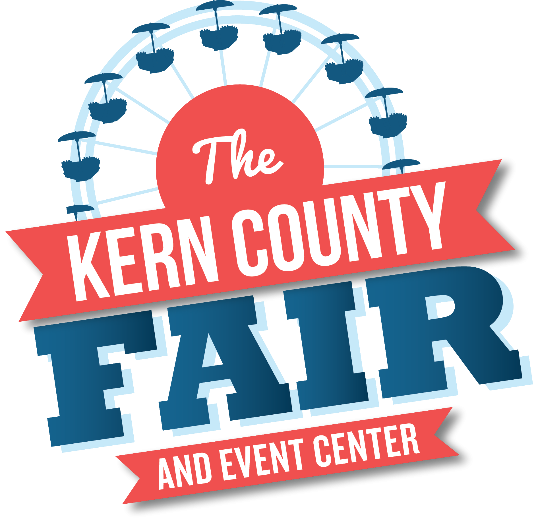 The
KERN COUNTY
FAIR
AND EVENT CENTER